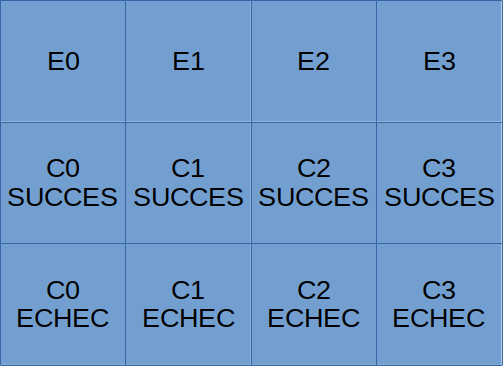 E0 E1 E2 E3
C0 C1 C2 C3
SUCCES SUCCES SUCCES SUCCES
C0 C1 C2 C3
ECHEC ECHEC ECHEC ECHEC